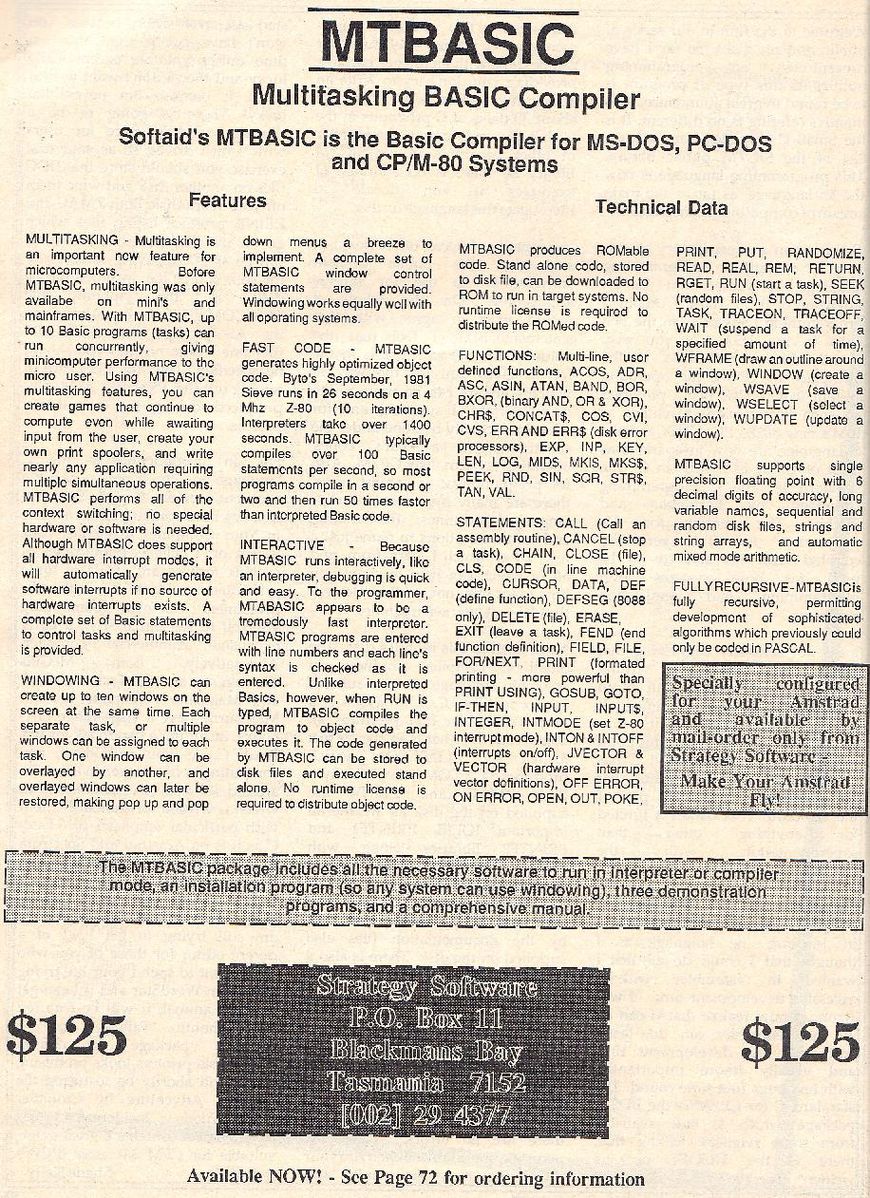 MTBASIC
Multitasking BASIC Compiler
Softaid's MTBASIC is the Basic Compiler for MS-DOS, PC-DOS
and CP/M-80 Systems
Features
MULTITASKING - Multitasking is
an important now feature for
microcomputers. Before
MTBASIC, multitasking was only
availabe on mini's and
mainframes. With MTBASIC, up
to 10 Basic programs (tasks) can
run concurrently, giving
minicomputer performance to the
micro user. Using MTBASIC's
multitasking features, you can
create games that continue to
compute even while awaiting
input from the user, create your
own print spoolers, and write
nearly any application requiring
multiple simultaneous operations.
MTBASIC performs all of the
context switching; no special
hardware or software is needed.
Although MTBASIC does support
all hardware interrupt modes, it
will automatically generate
software interrupts if no source of
hardware interrupts exists. A
complete set of Basic statements
to control tasks and multitasking
is provided.
WINDOWING - MTBASIC can
create up to ten windows on the
screen at the same time. Each
separate task, or multiple
windows can be assigned to each
task. One window can be
overlayed by another, and
overlayed windows can later be
restored, making pop up and pop
down menus a breeze to
implement. A complete set of
MTBASIC window control
statements are provided.
Windowing works equally well with
all operating systems.
FAST CODE - MTBASIC
generates highly optimized object
code. Byte's September, 1981
Sieve runs in 26 seconds on a 4
Mhz Z-80 (10 iterations).
Interpreters take over 1400
seconds. MTBASIC typically
compiles over 100 Basic
statements per second, so most
programs compile in a second or
two and then run 50 times faster
than interpreted Basic code.
INTERACTIVE - Because
MTBASIC runs interactively, like
an interpreter, debugging is quick
and easy. To the programmer,
MTABASIC appears to be a
tremedously fast interpreter.
MTBASIC programs are entered
with line numbers and each line's
syntax is checked as it is
entered. Unlike interpreted
Basics, however, when RUN is
typed, MTBASIC compiles the
program to object code and
executes it. The code generated
by MTBASIC can be stored to
disk files and executed stand
alone. No runtime license is
required to distribute object code.
Technical Data
MTBASIC produces ROMable
code. Stand alone code, stored
to disk file, can be downloaded to
ROM to run in target systems. No
runtime license is required to
distribute the ROMed code.
FUNCTIONS: Multi-line, user
defined functions, ACOS, ADR,
ASC, ASIN, ATAN, BAND, BOR,
BXOR, (binary AND, OR & XOR),
CHR$, CONCAT$, COS, CVI,
CVS, ERR AND ERR$ (disk error
processors), EXP, INP, KEY,
LEN, LOG, MID$, MKIS, MKS$,
PEEK, RND, SIN, SQR, STR$,
TAN, VAL.
STATEMENTS: CALL (Call an
assembly routine), CANCEL (stop
a task), CHAIN, CLOSE (file),
CLS, CODE (in line machine
code), CURSOR, DATA, DEF
(define function), DEFSEG (8088
only), DELETE (file), ERASE,
EXIT (leave a task), FEND (end
function definition), FIELD, FILE,
FOR/NEXT, PRINT (formated
printing - more powerful than
PRINT USING), GOSUB, GOTO,
IF-THEN, INPUT, INPUT$,
INTEGER, INTMODE (set Z-80
interrupt mode), INTON & INTOFF
(interrupts on/off), JVECTOR &
VECTOR (hardware interrupt
vector definitions), OFF ERROR,
ON ERROR, OPEN, OUT, POKE,
PRINT, PUT, RANDOMIZE,
READ, REAL, REM, RETURN,
RGET, RUN (start a task), SEEK
(random files), STOP, STRING,
TASK, TRACEON, TRACEOFF,
WAIT (suspend a task for a
specified amount of time),
WFRAME (draw an outline around
a window), WINDOW (create a
window), WSAVE (save a
window), WSELECT (select a
window), WUPDATE (update a
window).
MTBASIC supports single
precision floating point with 6
decimal digits of accuracy, long
variable names, sequential and
random disk files, strings and
string arrays, and automatic
mixed mode arithmetic.
FULLY RECURSIVE - MTBASIC is
fully recursive, permitting
development of sophisticated
algorithms which previously could
only be coded in PASCAL.
Specially configured
for your Amstrad
and available by
mail-order only from
Strategy Software -
Make Your Amstrad
Fly!
The MTBASIC package includes all the necessary software to run in interpreter or compiler
mode, an installation program (so any system can use windowing), three demonstration
programs, and a comprehensive manual.
$125
Strategy Software
P.O. Box 11
Blackmans Bay
Tasmania 7152
[002] 29 4377
$125
Available NOW! - See Page 72 for ordering information